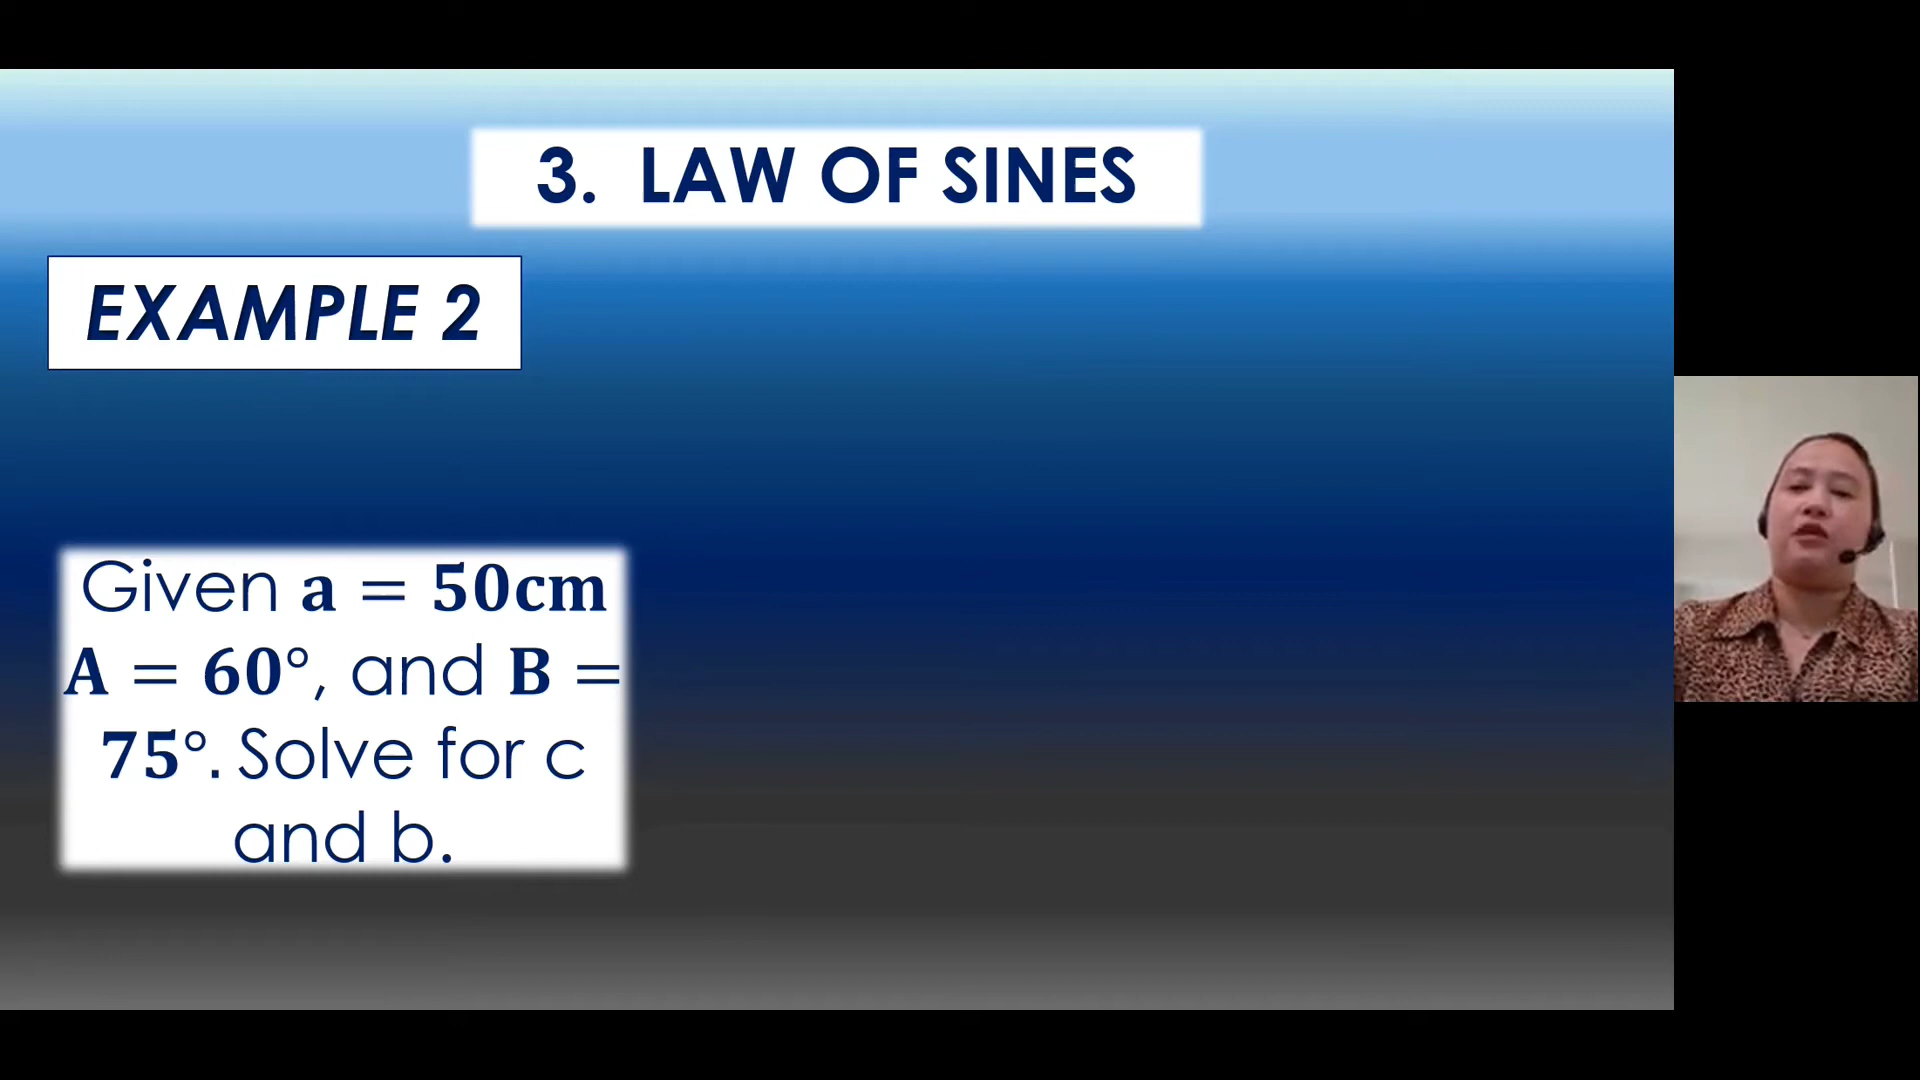 3. LAW OF SINES
EXAMPLE 2
Given a = 50cm
A = 60°, and B =
75°. Solve for c
and b.